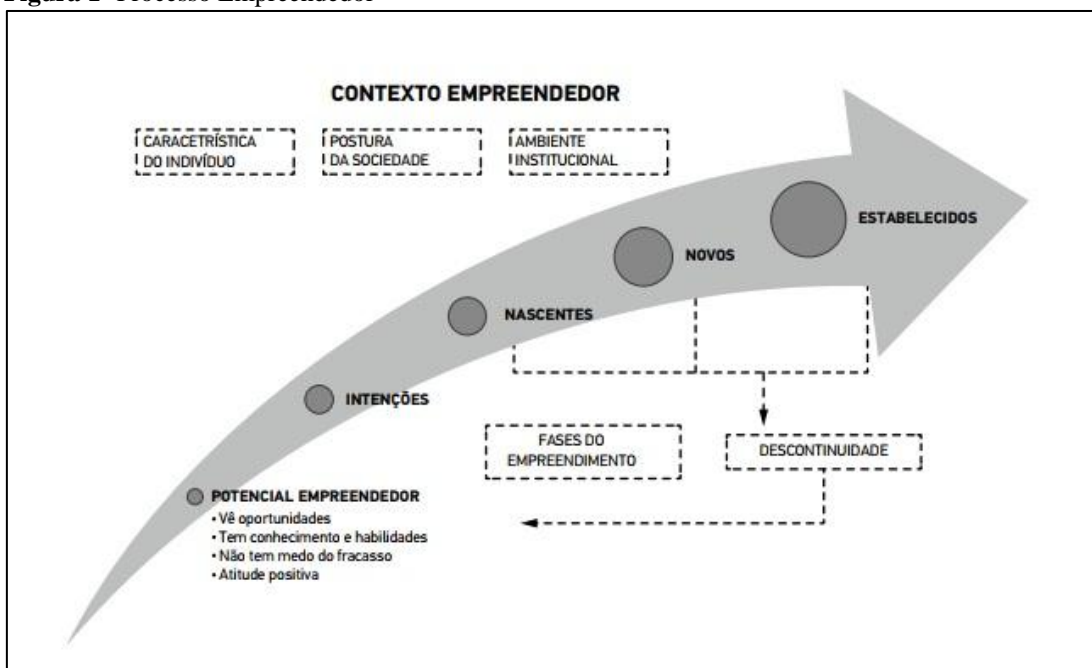 Figura 1- Processo Empreendedor
CONTEXTO EMPREENDEDOR
CARACETRÍSTICA
DO INDIVÍDUO
POSTURA
DA SOCIEDADE
AMBIENTE
INSTITUCIONAL
ESTABELECIDOS
NOVOS
NASCENTES
INTENÇÕES
FASES DO
EMPREENDIMENTO
DESCONTINUIDADE
POTENCIAL EMPREENDEDOR
• Vê oportunidades
• Tem conhecimento e habilidades
• Não tem medo do fracasso
• Atitude positiva